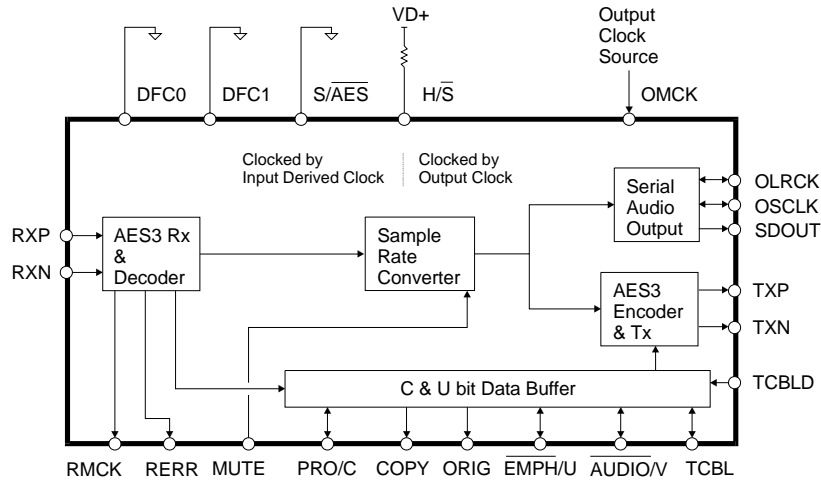 VD+
Output
Clock
Source
DFC0
DFC1
S/AES
H/S
OMCK
Clocked by
Input Derived Clock
Clocked by
Output Clock
RXP
RXN
AES3 Rx
&
Decoder
Sample
Rate
Converter
Serial
Audio
Output
OLRCK
OSCLK
SDOUT
AES3
Encoder
& Tx
TXP
TXN
C & U bit Data Buffer
TCBLD
RMCK
RERR
MUTE
PRO/C
COPY
ORIG
EMPH/U
AUDIO/V
TCBL